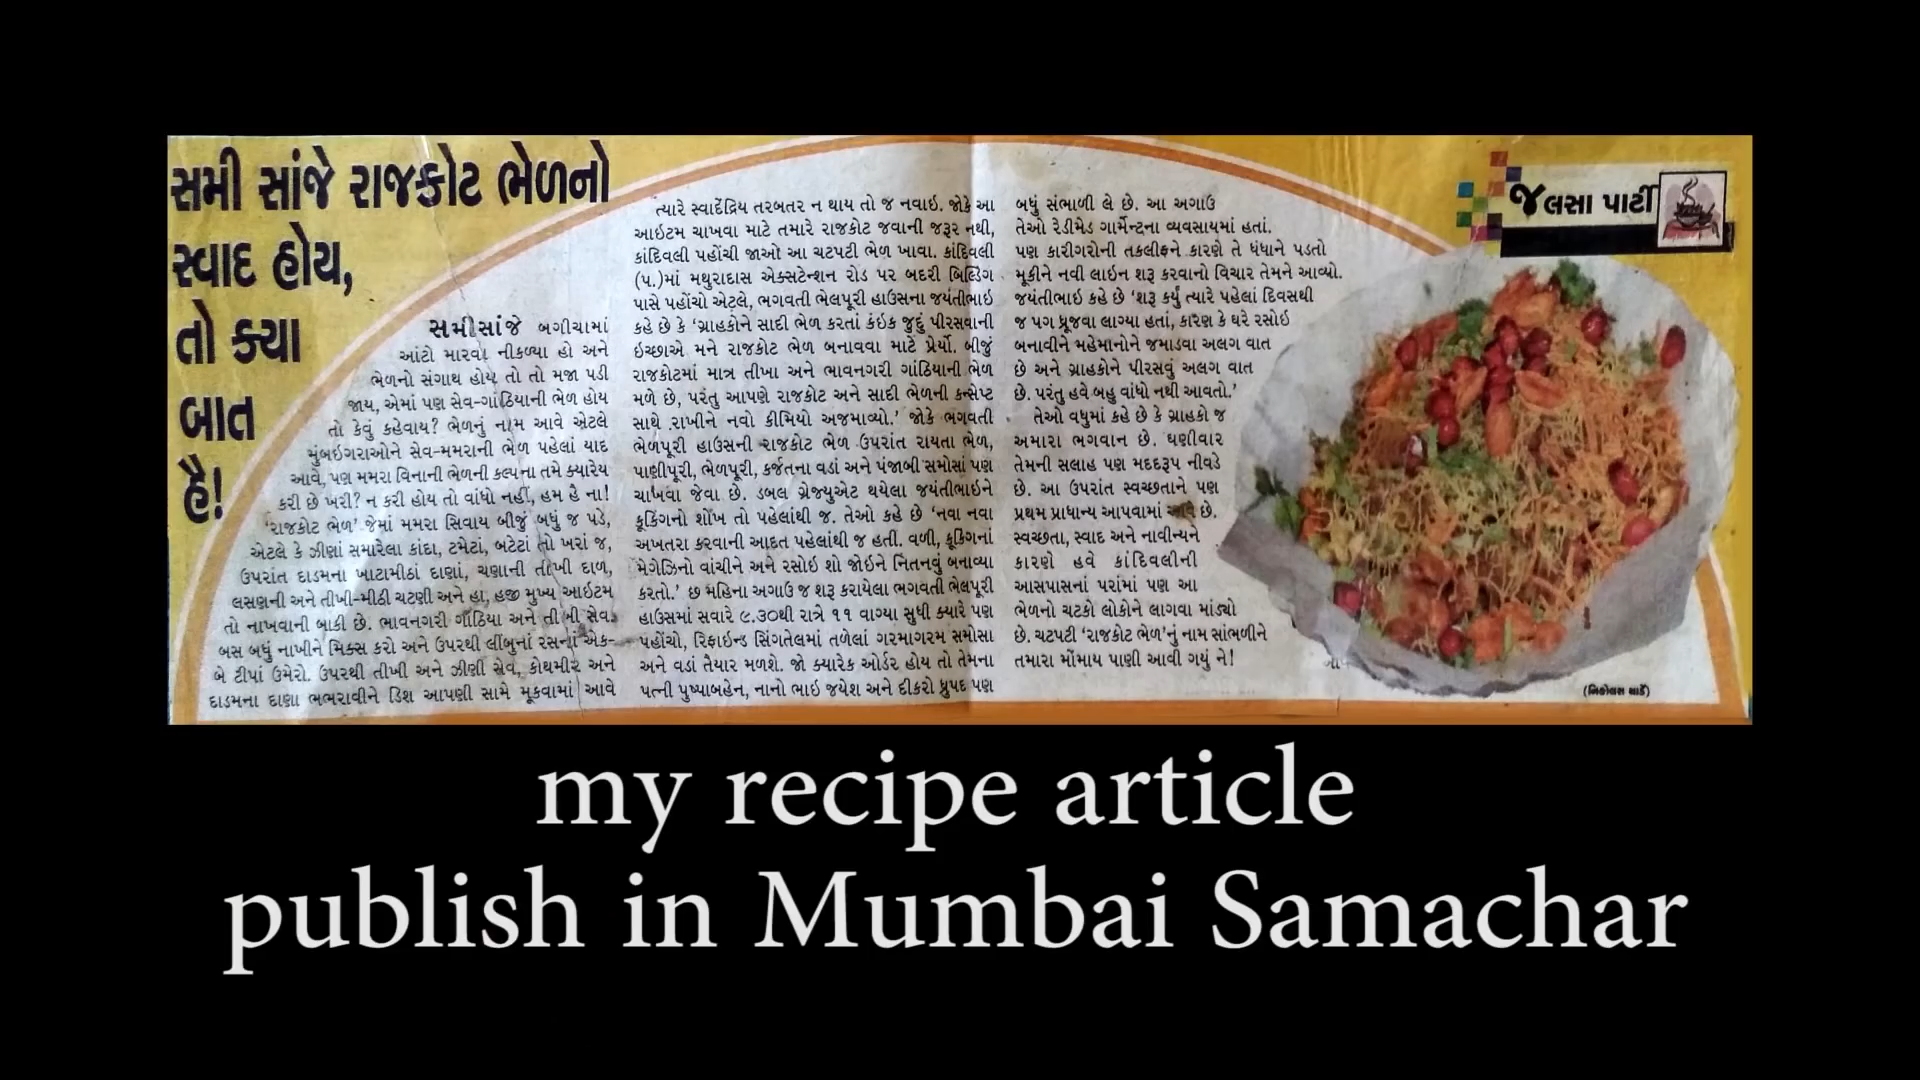 સમી સાંજે રાજકોટ ભેળનો
સ્વાદ હોય,
તો ક્યા
બાત
હૈ!
સમીસાંજે બગીચામાં
આંટો મારવા નીકળ્યા હો અને
ભેળનો સંગાથ હોય તો તો મજા પડી
જાય, એમાં પણ સેવ-ગાંઠિયાની ભેળ હોય
તો કેવું કહેવાય? ભેળનું નામ આવે એટલે
મુંબઇગરાઓને સેવ-મમરાની ભેળ પહેલાં યાદ
આવે, પણ મમરા વિનાની ભેળની કલ્પના તમે ક્યારેય
કરી છે ખરી? ન કરી હોય તો વાંધો નહીં, હમ હૈ ના!
'રાજકોટ ભેળ' જેમાં મમરા સિવાય બીજું બધું જ પડે,
એટલે કે ઝીણાં સમારેલા કાંદા, ટમેટાં, બટેટાં તો ખરાં જ,
ઉપરાંત દાડમના ખાટામીઠાં દાણાં, ચણાની તીખી દાળ,
લસણની અને તીખી-મીઠી ચટણી અને હા, હજી મુખ્ય આઇટમ
તો નાખવાની બાકી છે. ભાવનગરી ગાંઠિયા અને તીખી સેવ.
બસ બધું નાખીને મિક્સ કરો અને ઉપરથી લીંબુનાં રસનાં એક-
બે ટીપાં ઉમેરો. ઉપરથી તીખી અને ઝીણી સેવ, કોથમીર અને
દાડમના દાણા ભભરાવીને ડિશ આપણી સામે મૂકવામાં આવે
ત્યારે સ્વાદેંદ્રિય તરબતર ન થાય તો જ નવાઇ. જોકે આ
આઇટમ ચાખવા માટે તમારે રાજકોટ જવાની જરૂર નથી,
કાંદિવલી પહોંચી જાઓ આ ચટપટી ભેળ ખાવા. કાંદિવલી
(પ.)માં મથુરાદાસ એક્સટેન્શન રોડ પર બદરી બિલ્ડિંગ
પાસે પહોંચો એટલે, ભગવતી ભેલપૂરી હાઉસના જયંતીભાઇ
કહે છે કે 'ગ્રાહકોને સાદી ભેળ કરતાં કંઇક જુદું પીરસવાની
ઇચ્છાએ મને રાજકોટ ભેળ બનાવવા માટે પ્રેર્યો. બીજું
રાજકોટમાં માત્ર તીખા અને ભાવનગરી ગાંઠિયાની ભેળ
મળે છે, પરંતુ આપણે રાજકોટ અને સાદી ભેળની કન્સેપ્ટ
સાથે રાખીને નવો કીમિયો અજમાવ્યો.' જોકે ભગવતી
ભેળપૂરી હાઉસની રાજકોટ ભેળ ઉપરાંત રાયતા ભેળ,
પાણીપૂરી, ભેળપૂરી, કર્જતના વડાં અને પંજાબી સમોસાં પણ
ચાખવા જેવા છે. ડબલ ગ્રેજ્યુએટ થયેલા જયંતીભાઇને
કૂકિંગનો શોખ તો પહેલાંથી જ. તેઓ કહે છે 'નવા નવા
અખતરા કરવાની આદત પહેલાંથી જ હતી. વળી, કૂકિંગનાં
મેગેઝિનો વાંચીને અને રસોઇ શો જોઇને નિતનવું બનાવ્યા
કરતો.' છ મહિના અગાઉ જ શરૂ કરાયેલા ભગવતી ભેલપૂરી
હાઉસમાં સવારે ૯.૩૦થી રાત્રે ૧૧ વાગ્યા સુધી ક્યારે પણ
પહોંચો, રિફાઇન્ડ સિંગતેલમાં તળેલાં ગરમાગરમ સમોસા
અને વડાં તૈયાર મળશે. જો ક્યારેક ઓર્ડર હોય તો તેમના
પત્ની પુષ્પાબહેન, નાનો ભાઇ જયેશ અને દીકરો ધ્રુપદ પણ
બધું સંભાળી લે છે. આ અગાઉ
તેઓ રેડીમેડ ગાર્મેન્ટના વ્યવસાયમાં હતાં.
પણ કારીગરોની તકલીફને કારણે તે ધંધાને પડતો
મૂકીને નવી લાઇન શરૂ કરવાનો વિચાર તેમને આવ્યો.
જયંતીભાઇ કહે છે 'શરૂ કર્યું ત્યારે પહેલાં દિવસથી
જ પગ ધ્રૂજવા લાગ્યા હતાં, કારણ કે ઘરે રસોઇ
બનાવીને મહેમાનોને જમાડવા અલગ વાત
છે અને ગ્રાહકોને પીરસવું અલગ વાત
છે. પરંતુ હવે બહુ વાંધો નથી આવતો.'
તેઓ વધુમાં કહે છે કે ગ્રાહકો જ
અમારા ભગવાન છે. ઘણીવાર
તેમની સલાહ પણ મદદરૂપ નીવડે
છે. આ ઉપરાંત સ્વચ્છતાને પણ
પ્રથમ પ્રાધાન્ય આપવામાં આવે છે.
સ્વચ્છતા, સ્વાદ અને નાવીન્યને
કારણે હવે કાંદિવલીની
આસપાસનાં પરાંમાં પણ આ
ભેળનો ચટકો લોકોને લાગવા માંડ્યો
છે. ચટપટી 'રાજકોટ ભેળ'નું નામ સાંભળીને
તમારા મોંમાય પાણી આવી ગયું ને!
જલસા પાર્ટી
my recipe article
publish in Mumbai Samachar